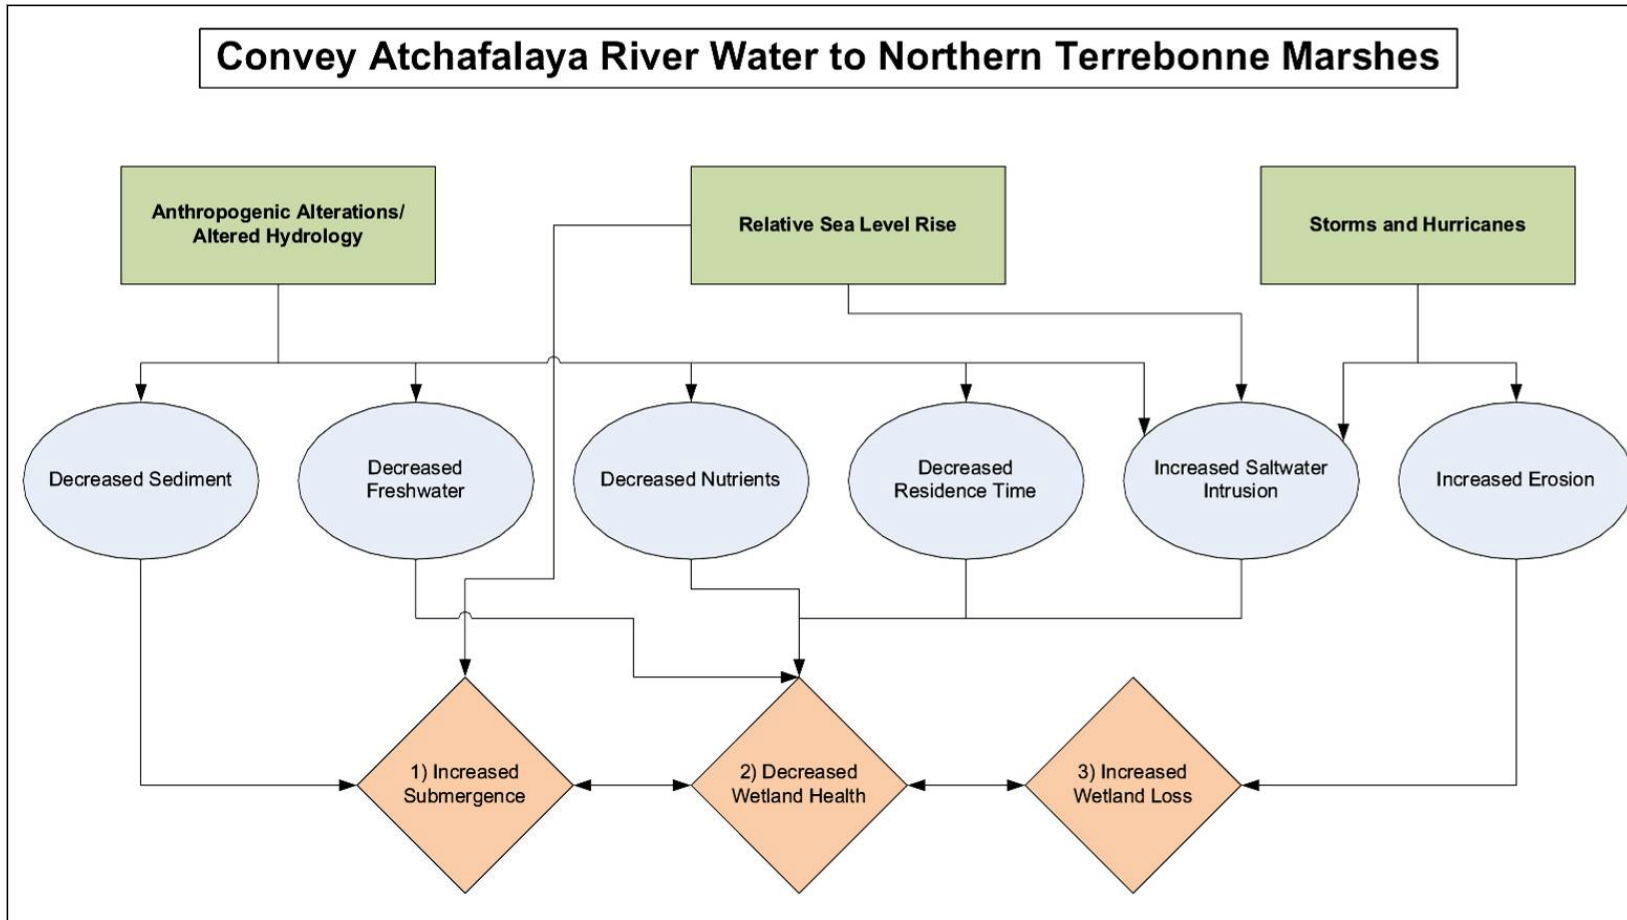 Convey Atchafalaya River Water to Northern Terrebonne Marshes
Anthropogenic Alterations/
Altered Hydrology
Relative Sea Level Rise
Storms and Hurricanes
Decreased Sediment
Decreased
Freshwater
Decreased Nutrients
Decreased
Residence Time
Increased Saltwater
Intrusion
Increased Erosion
1) Increased
Submergence
2) Decreased
Wetland Health
3) Increased
Wetland Loss